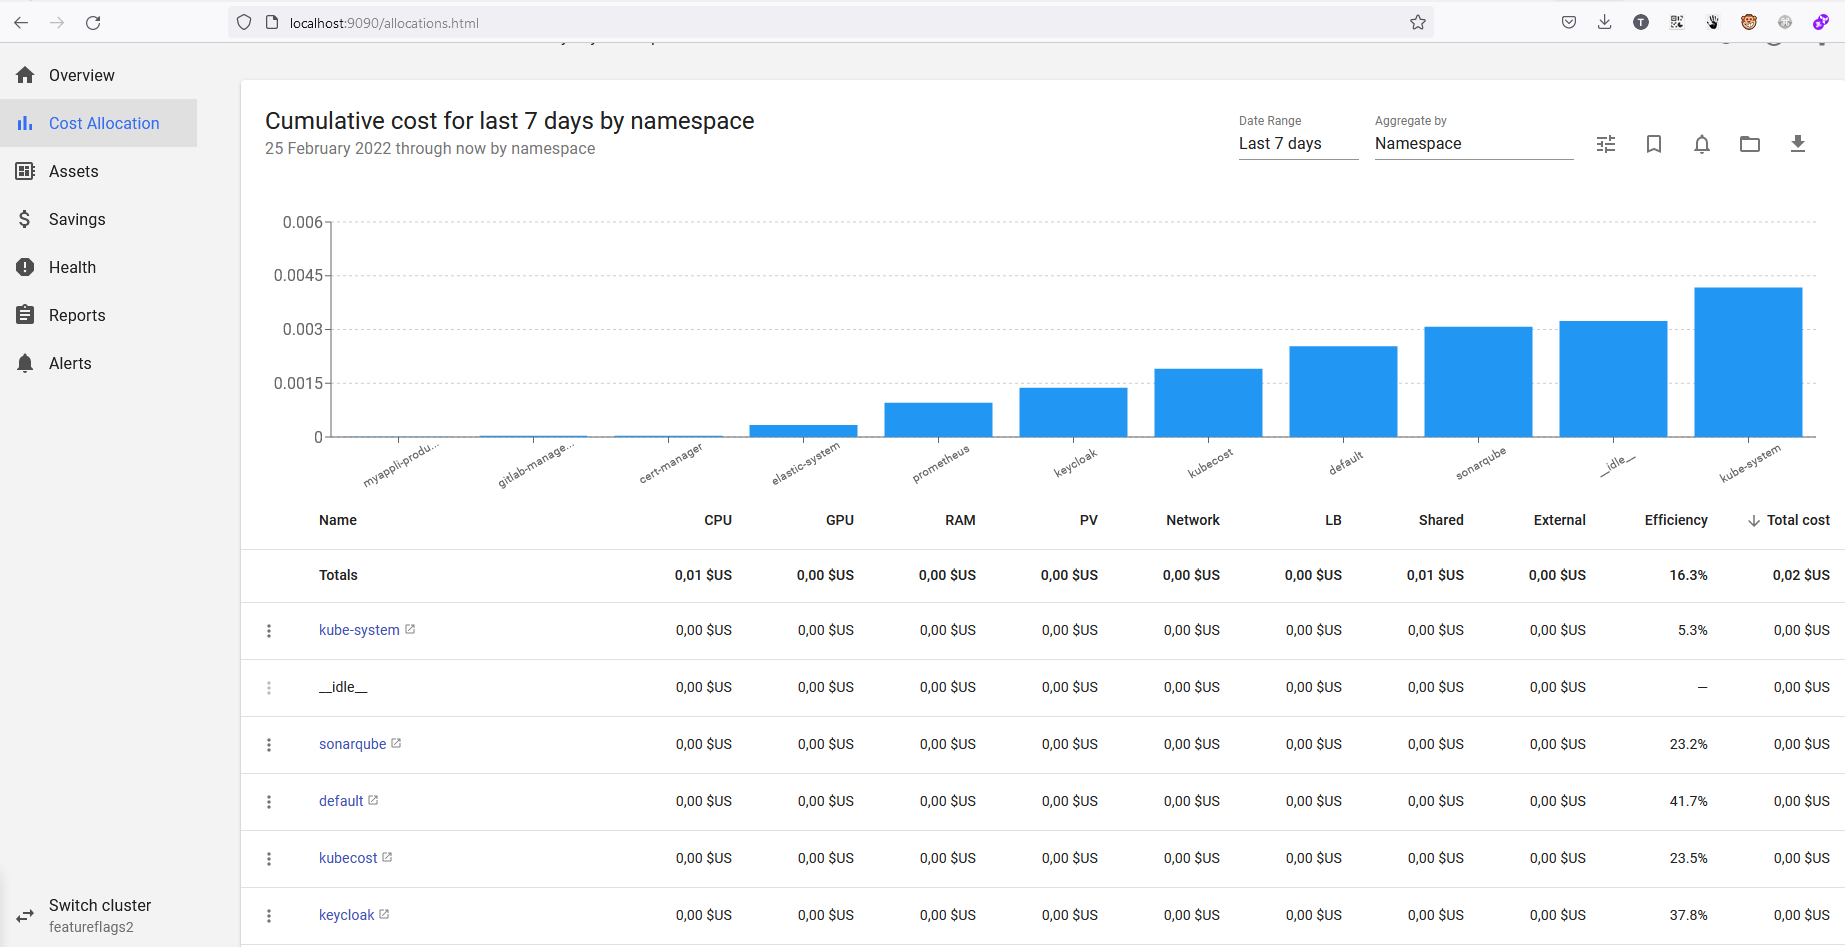 localhost:9090/allocations.html
Overview
Cost Allocation
Assets
Savings
Health
Reports
Alerts
Switch cluster
featureflags2
Cumulative cost for last 7 days by namespace
25 February 2022 through now by namespace
Date Range
Last 7 days
Aggregate by
Namespace
0.006
0.0045
0.003
0.0015
0
myappli-produ...
gitlab-manage...
cert-manager
elastic-system
prometheus
keycloak
kubecost
default
sonarqube
__idle__
kube-system
Name CPU GPU RAM PV Network LB Shared External Efficiency Total cost
Totals 0,01 $US 0,00 $US 0,00 $US 0,00 $US 0,00 $US 0,00 $US 0,01 $US 0,00 $US 16.3% 0,02 $US
kube-system 0,00 $US 0,00 $US 0,00 $US 0,00 $US 0,00 $US 0,00 $US 0,00 $US 0,00 $US 5.3% 0,00 $US
__idle__ 0,00 $US 0,00 $US 0,00 $US 0,00 $US 0,00 $US 0,00 $US 0,00 $US 0,00 $US — 0,00 $US
sonarqube 0,00 $US 0,00 $US 0,00 $US 0,00 $US 0,00 $US 0,00 $US 0,00 $US 0,00 $US 23.2% 0,00 $US
default 0,00 $US 0,00 $US 0,00 $US 0,00 $US 0,00 $US 0,00 $US 0,00 $US 0,00 $US 41.7% 0,00 $US
kubecost 0,00 $US 0,00 $US 0,00 $US 0,00 $US 0,00 $US 0,00 $US 0,00 $US 0,00 $US 23.5% 0,00 $US
keycloak 0,00 $US 0,00 $US 0,00 $US 0,00 $US 0,00 $US 0,00 $US 0,00 $US 0,00 $US 37.8% 0,00 $US